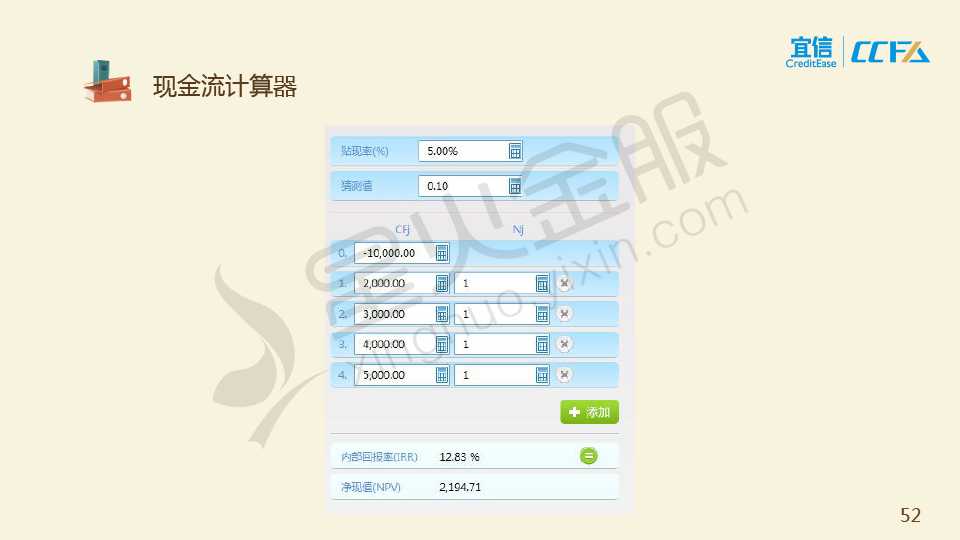 宜信
CreditEase
CCFA
现金流计算器
贴现率(%) 5.00%
猜测值 0.10
CFj Nj
0. -10,000.00
1. 2,000.00 1
2. 3,000.00 1
3. 4,000.00 1
4. 5,000.00 1
添加
内部回报率(IRR) 12.83 %
净现值(NPV) 2,194.71
星火金服
xinghuo.yixin.com
52